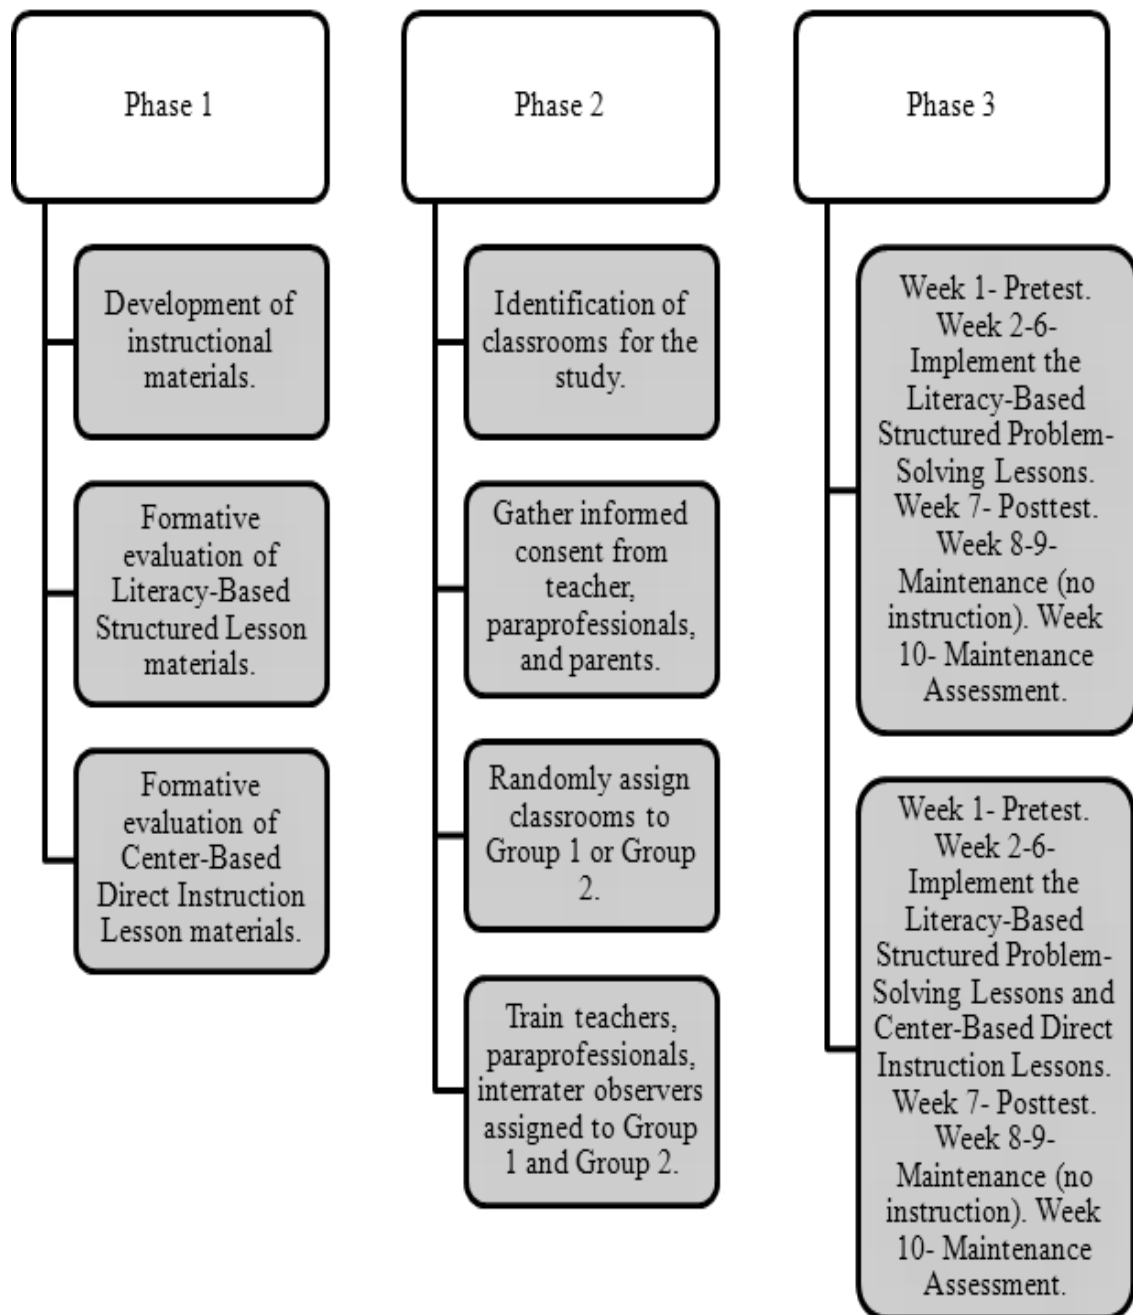 Phase 1
Development of
instructional
materials.
Formative
evaluation of
Literacy-Based
Structured Lesson
materials.
Formative
evaluation of
Center-Based
Direct Instruction
Lesson materials.
Phase 2
Identification of
classrooms for the
study.
Gather informed
consent from
teacher,
paraprofessionals,
and parents.
Randomly assign
classrooms to
Group 1 or Group
2.
Train teachers,
paraprofessionals,
interrater observers
assigned to Group
1 and Group 2.
Phase 3
Week 1- Pretest.
Week 2-6-
Implement the
Literacy-Based
Structured Problem-
Solving Lessons.
Week 7- Posttest.
Week 8-9-
Maintenance (no
instruction). Week
10- Maintenance
Assessment.
Week 1- Pretest.
Week 2-6-
Implement the
Literacy-Based
Structured Problem-
Solving Lessons and
Center-Based Direct
Instruction Lessons.
Week 7- Posttest.
Week 8-9-
Maintenance (no
instruction). Week
10- Maintenance
Assessment.